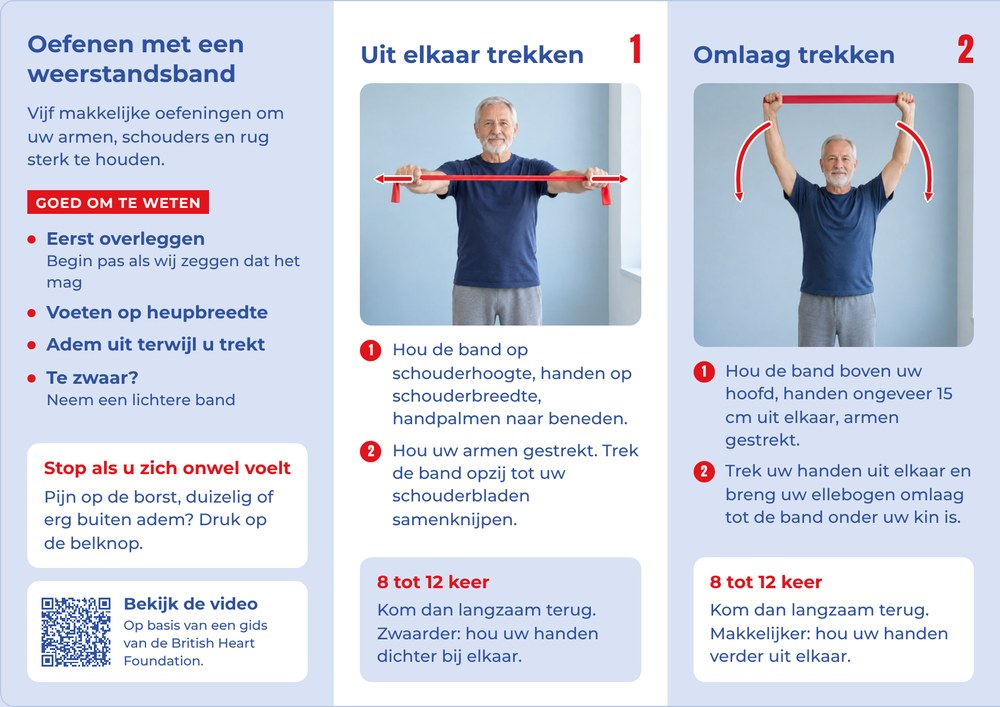 Oefenen met een
weerstandsband
Vijf makkelijke oefeningen om
uw armen, schouders en rug
sterk te houden.
GOED OM TE WETEN
Eerst overleggen
Begin pas als wij zeggen dat het
mag
Voeten op heupbreedte
Adem uit terwijl u trekt
Te zwaar?
Neem een lichtere band
Stop als u zich onwel voelt
Pijn op de borst, duizelig of
erg buiten adem? Druk op
de belknop.
Bekijk de video
Op basis van een gids
van de British Heart
Foundation.
Uit elkaar trekken 1
1 Hou de band op
schouderhoogte, handen op
schouderbreedte,
handpalmen naar beneden.
2 Hou uw armen gestrekt. Trek
de band opzij tot uw
schouderbladen
samenknijpen.
8 tot 12 keer
Kom dan langzaam terug.
Zwaarder: hou uw handen
dichter bij elkaar.
Omlaag trekken 2
1 Hou de band boven uw
hoofd, handen ongeveer 15
cm uit elkaar, armen
gestrekt.
2 Trek uw handen uit elkaar en
breng uw ellebogen omlaag
tot de band onder uw kin is.
8 tot 12 keer
Kom dan langzaam terug.
Makkelijker: hou uw handen
verder uit elkaar.